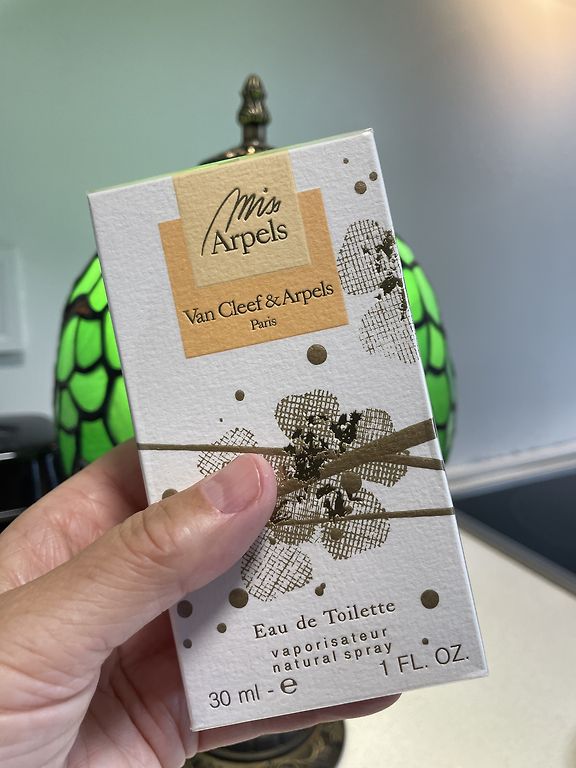 Miss
Arpels
Van Cleef & Arpels
Paris
Eau de Toilette
vaporisateur
natural spray
30 ml - e
1 FL. OZ.